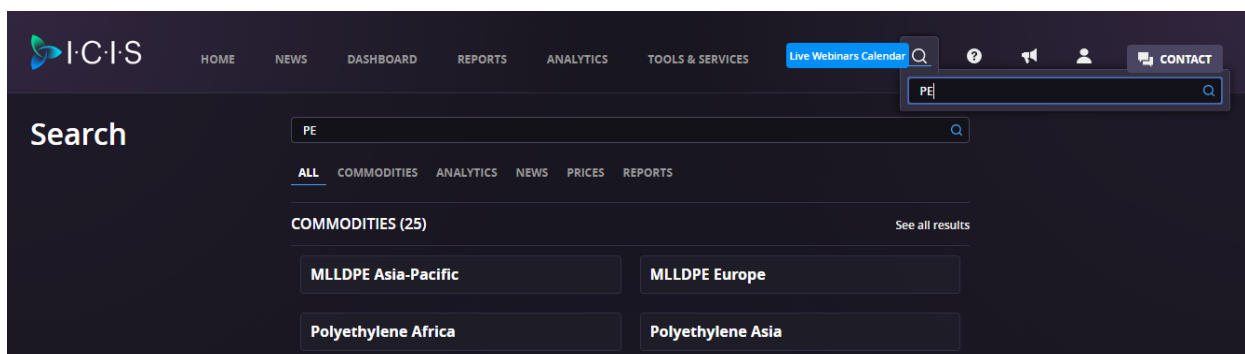 I·C·I·S
HOME NEWS DASHBOARD REPORTS ANALYTICS TOOLS & SERVICES Live Webinars Calendar CONTACT
PE
Search
PE
ALL COMMODITIES ANALYTICS NEWS PRICES REPORTS
COMMODITIES (25) See all results
MLLDPE Asia-Pacific MLLDPE Europe
Polyethylene Africa Polyethylene Asia